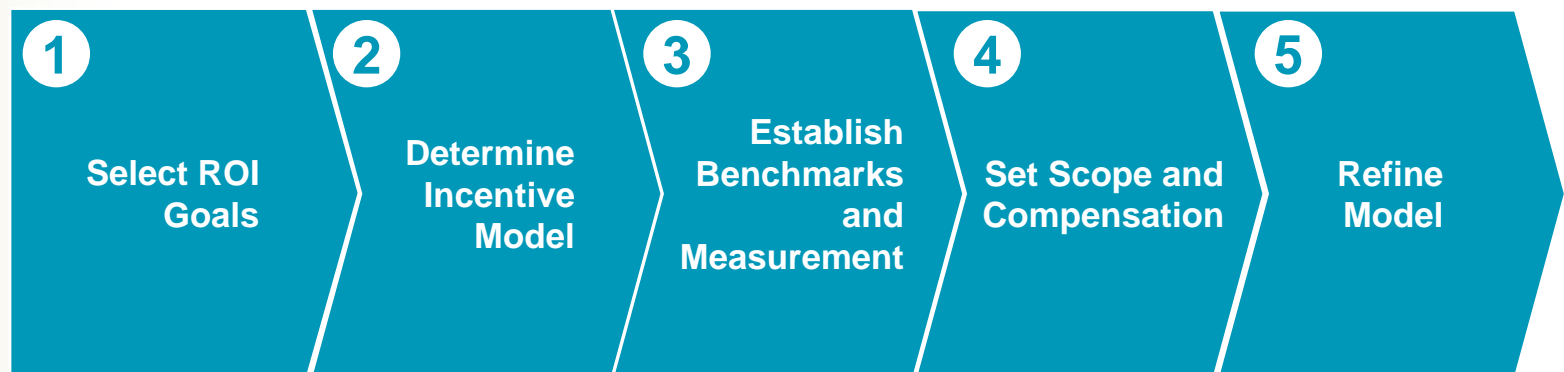 1
Select ROI
Goals
2
Determine
Incentive
Model
3
Establish
Benchmarks
and
Measurement
4
Set Scope and
Compensation
5
Refine
Model